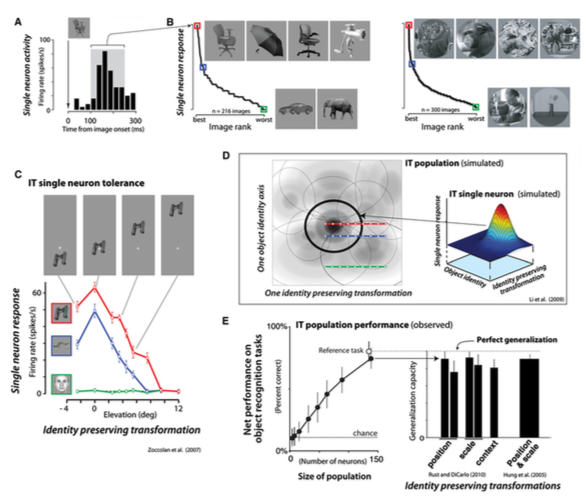 A
B
Single neuron activity
Firing rate (spikes/s)
100
0
0 100 300
Time from image onset (ms)
Single neuron response
n = 216 images
best
worst
Image rank
n = 300 images
best
worst
Image rank
C
IT single neuron tolerance
Single neuron response
Firing rate (spikes/s)
60
0
- 4 0 12
Elevation (deg)
Identity preserving transformation
Zoccolan et al. (2007)
D
IT population (simulated)
One object identity axis
One identity preserving transformation
IT single neuron (simulated)
Single neuron response
Object identity
Identity preserving
transformation
Li et al. (2009)
E
IT population performance (observed)
Net performance on
object recognition tasks
(Percent correct)
100%
0%
Reference task
chance
0 (Number of neurons) 150
Size of population
Perfect generalization
Generalization capacity
0
position
scale
context
Position
& scale
Rust and DiCarlo (2010)
Hung et al. (2005)
Identity preserving transformations